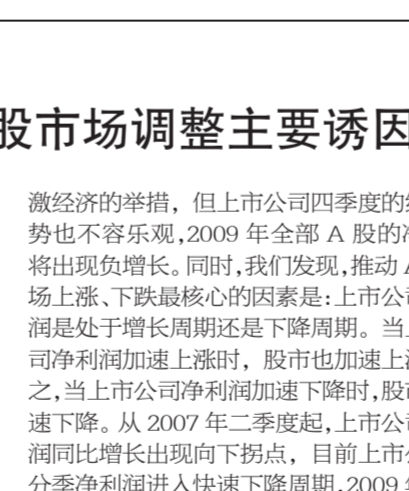 股市场调整主要诱因
激经济的举措，但上市公司四季度的
势也不容乐观,2009 年全部 A 股的
将出现负增长。同时,我们发现,推动
场上涨、下跌最核心的因素是:上市公
润是处于增长周期还是下降周期。当
司净利润加速上涨时，股市也加速上
之,当上市公司净利润加速下降时,股
速下降。从 2007 年二季度起,上市公
润同比增长出现向下拐点，目前上市
分季净利润进入快速下降周期,2009